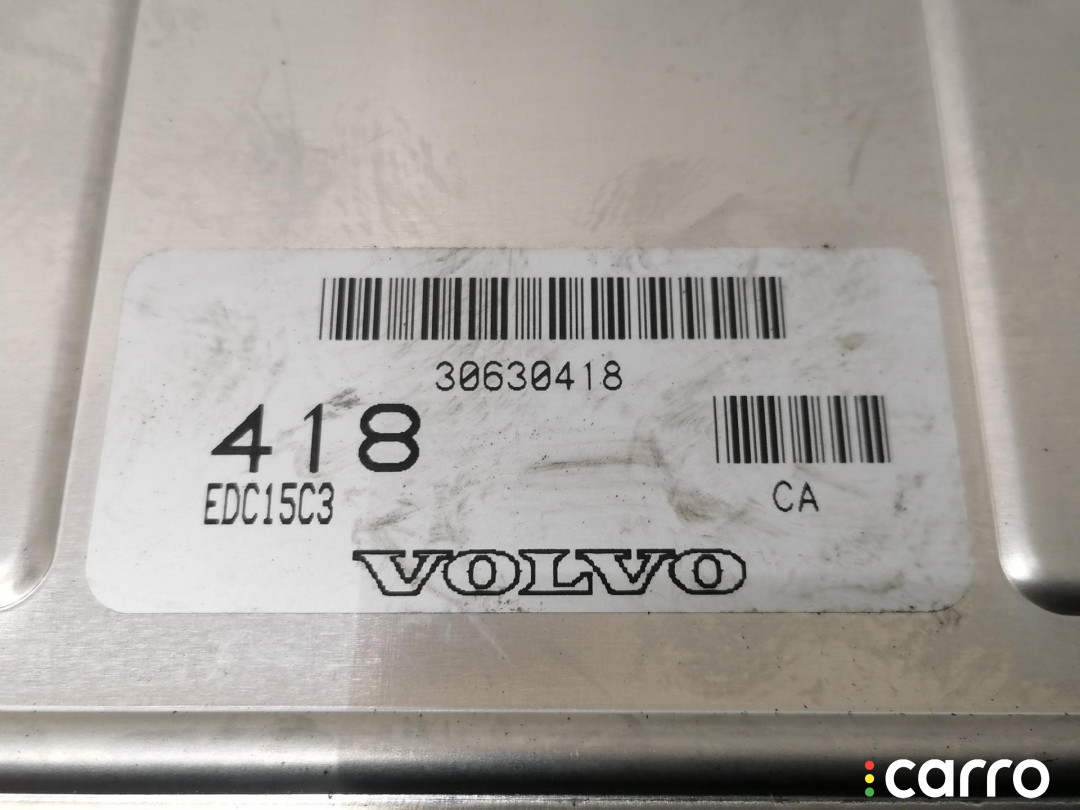 30630418
418
EDC15C3
CA
VOLVO
carro